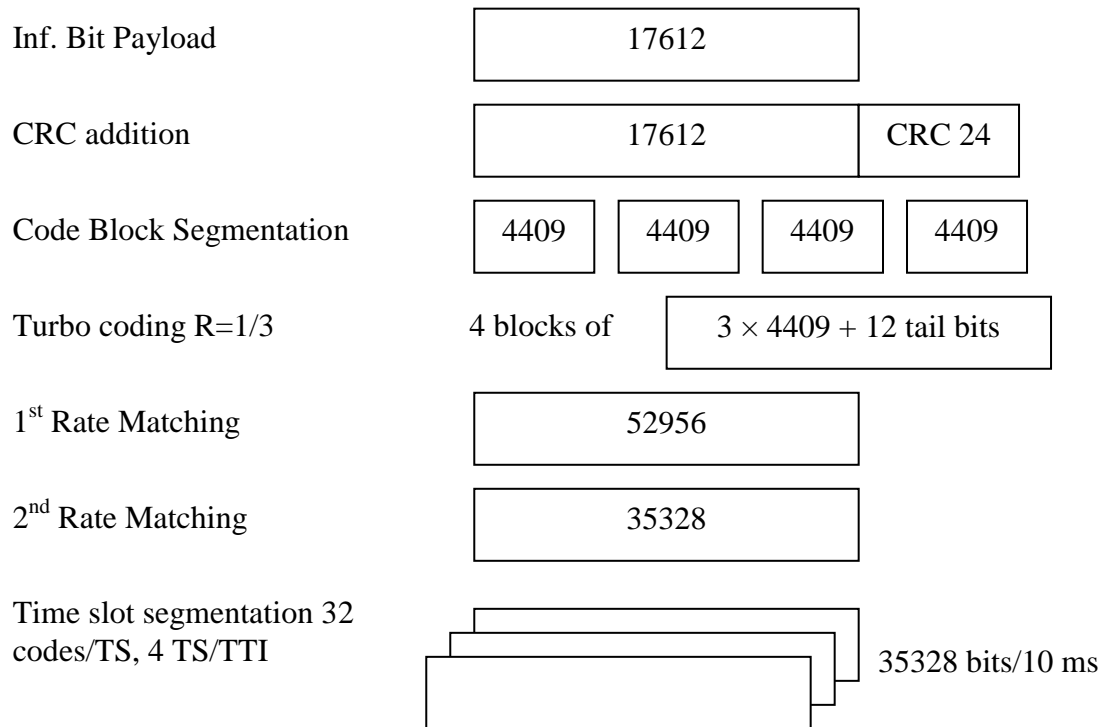 Inf. Bit Payload 17612
CRC addition 17612 CRC 24
Code Block Segmentation 4409 4409 4409 4409
Turbo coding R=1/3 4 blocks of 3 × 4409 + 12 tail bits
1st Rate Matching 52956
2nd Rate Matching 35328
Time slot segmentation 32
codes/TS, 4 TS/TTI
35328 bits/10 ms